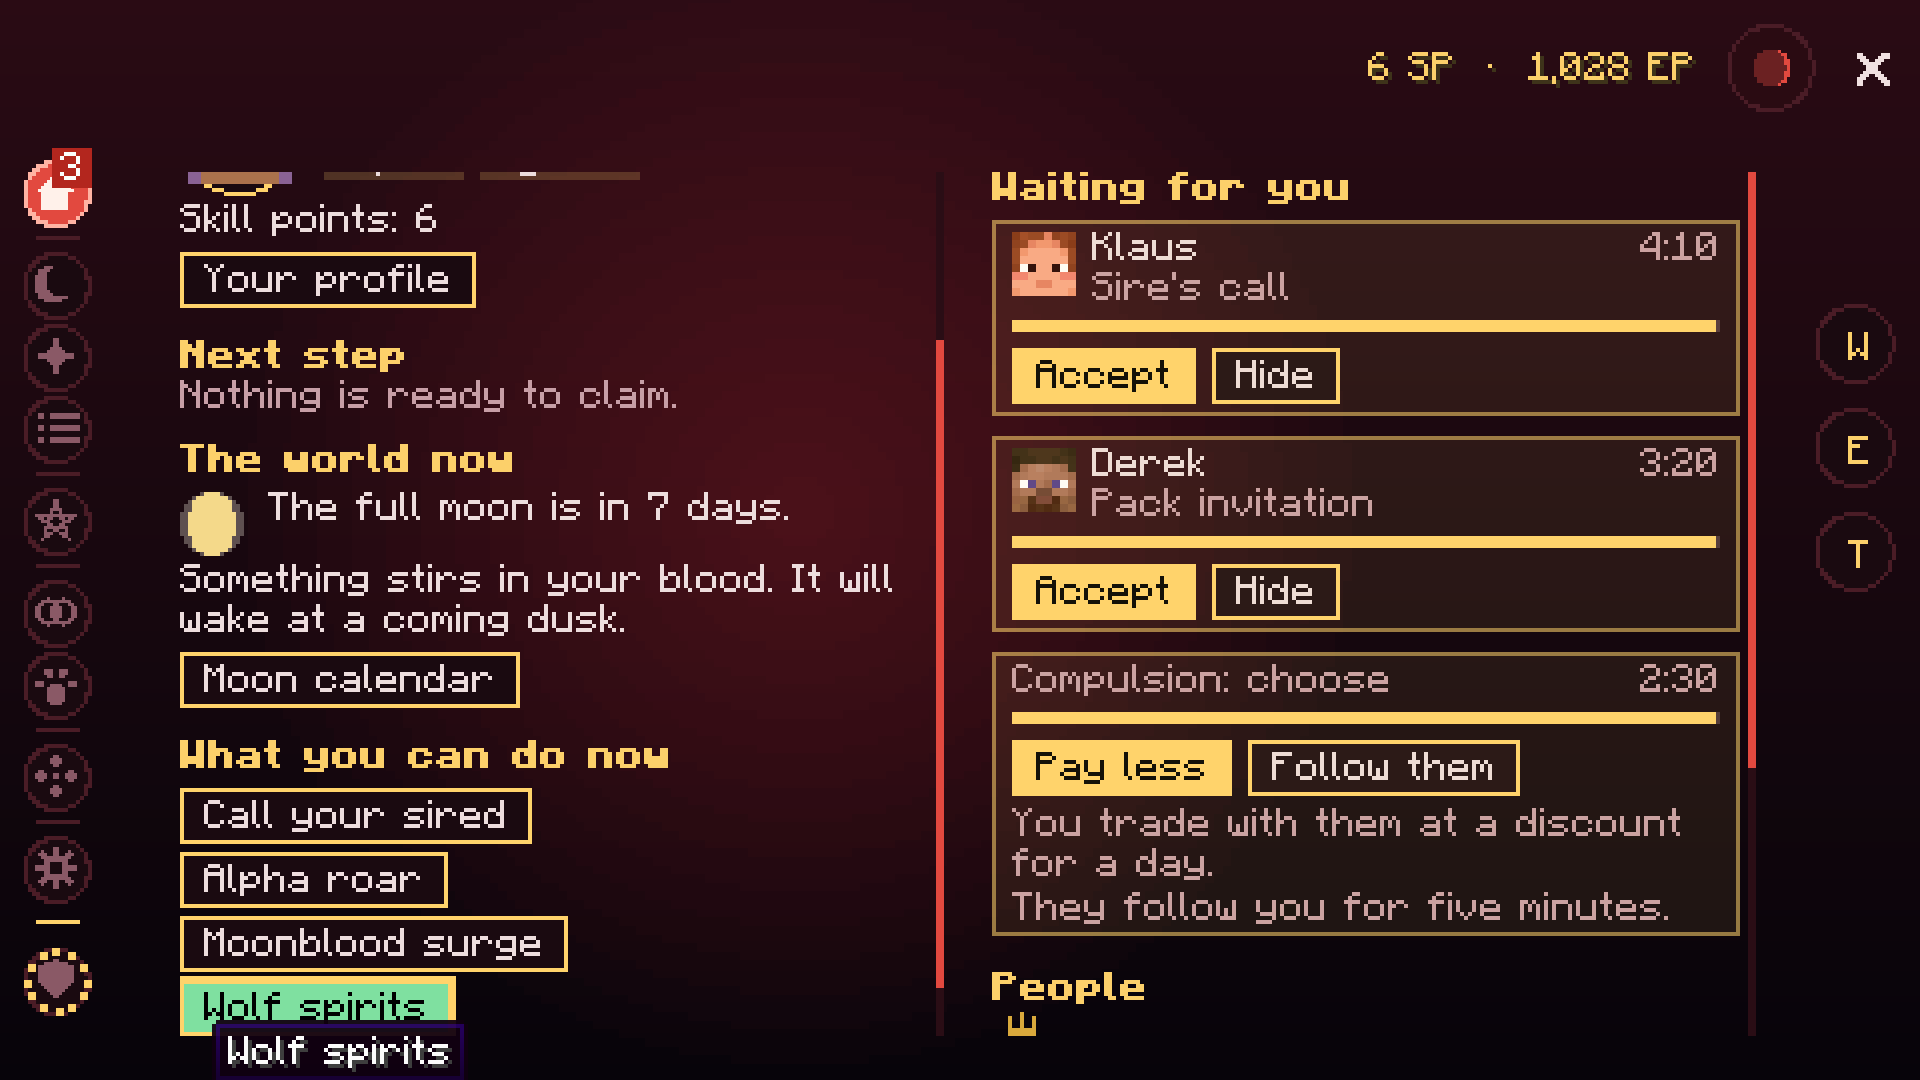 6 SP · 1,028 EP
3
Skill points: 6
Your profile
Next step
Nothing is ready to claim.
The world now
The full moon is in 7 days.
Something stirs in your blood. It will
wake at a coming dusk.
Moon calendar
What you can do now
Call your sired
Alpha roar
Moonblood surge
Wolf spirits
Wolf spirits
Waiting for you
Klaus 4:10
Sire's call
Accept Hide
Derek 3:20
Pack invitation
Accept Hide
Compulsion: choose 2:30
Pay less Follow them
You trade with them at a discount
for a day.
They follow you for five minutes.
People
W
E
T